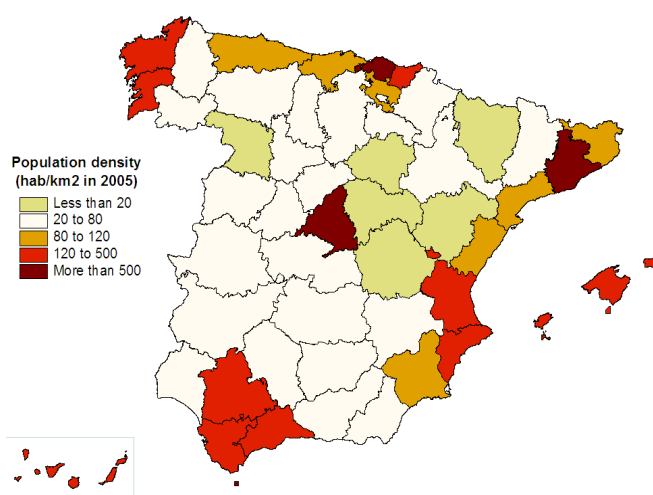 Population density
(hab/km2 in 2005)
Less than 20
20 to 80
80 to 120
120 to 500
More than 500